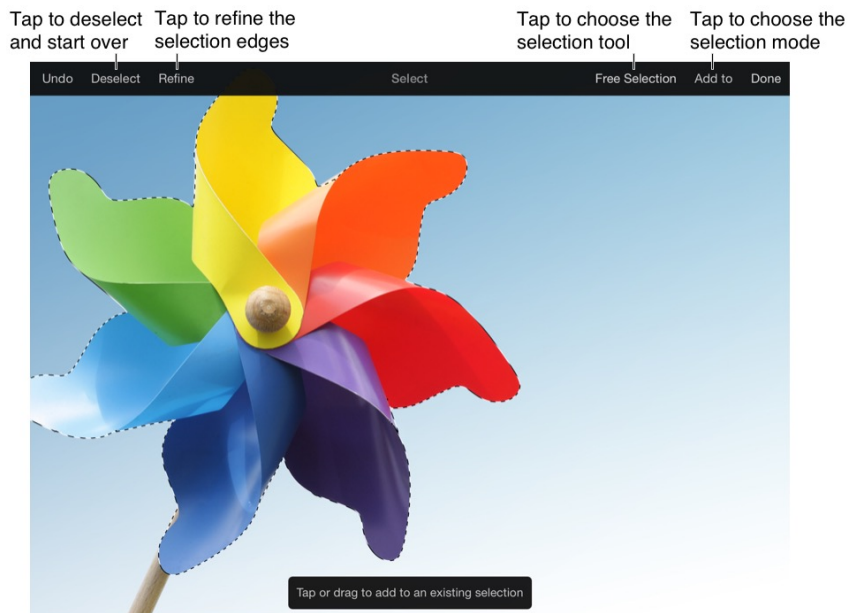 Tap to deselect
and start over
Tap to refine the
selection edges
Tap to choose the
selection tool
Tap to choose the
selection mode
Undo Deselect Refine Select Free Selection Add to Done
Tap or drag to add to an existing selection